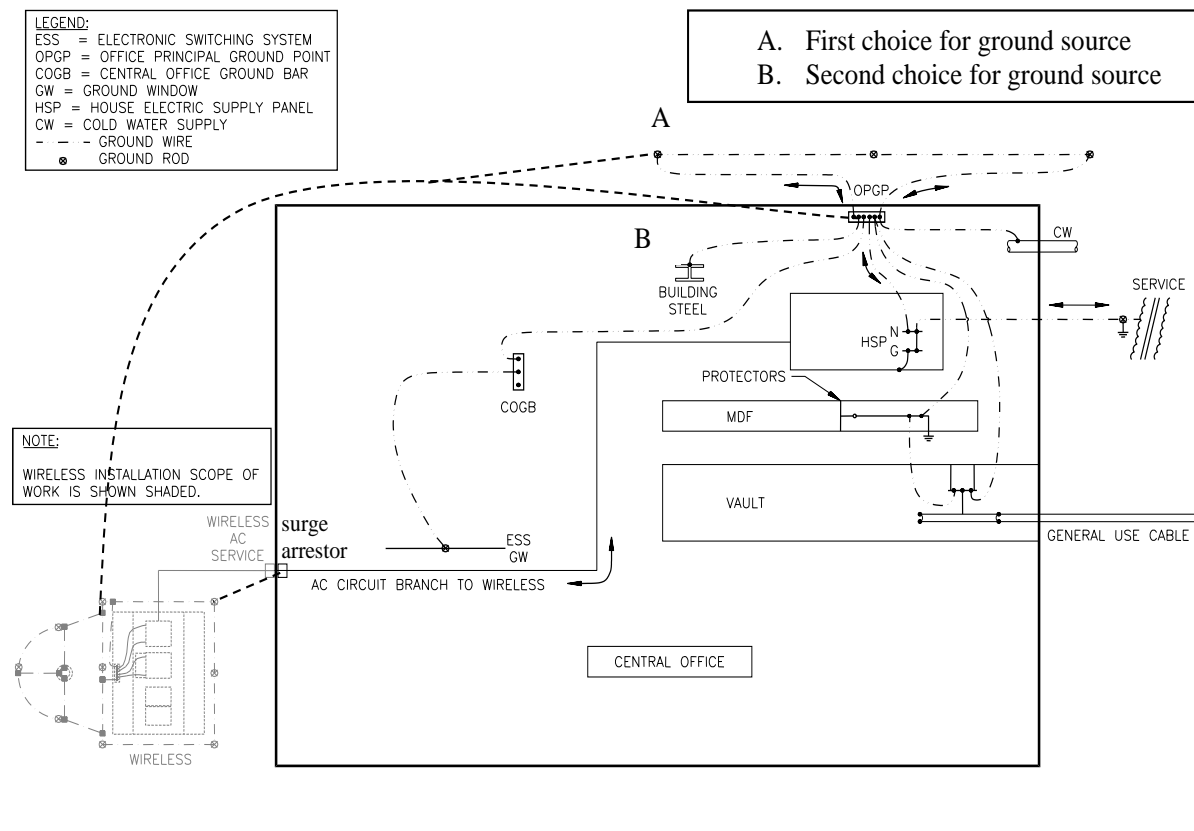 LEGEND:
ESS = ELECTRONIC SWITCHING SYSTEM
OPGP = OFFICE PRINCIPAL GROUND POINT
COGB = CENTRAL OFFICE GROUND BAR
GW = GROUND WINDOW
HSP = HOUSE ELECTRIC SUPPLY PANEL
CW = COLD WATER SUPPLY
GROUND WIRE
GROUND ROD
A. First choice for ground source
B. Second choice for ground source
A
OPGP
B
CW
BUILDING
STEEL
SERVICE
N
HSP
G
PROTECTORS
COGB
MDF
NOTE:
WIRELESS INSTALLATION SCOPE OF
WORK IS SHOWN SHADED.
VAULT
WIRELESS
AC
SERVICE
surge
arrestor
ESS
GW
GENERAL USE CABLE
AC CIRCUIT BRANCH TO WIRELESS
CENTRAL OFFICE
WIRELESS